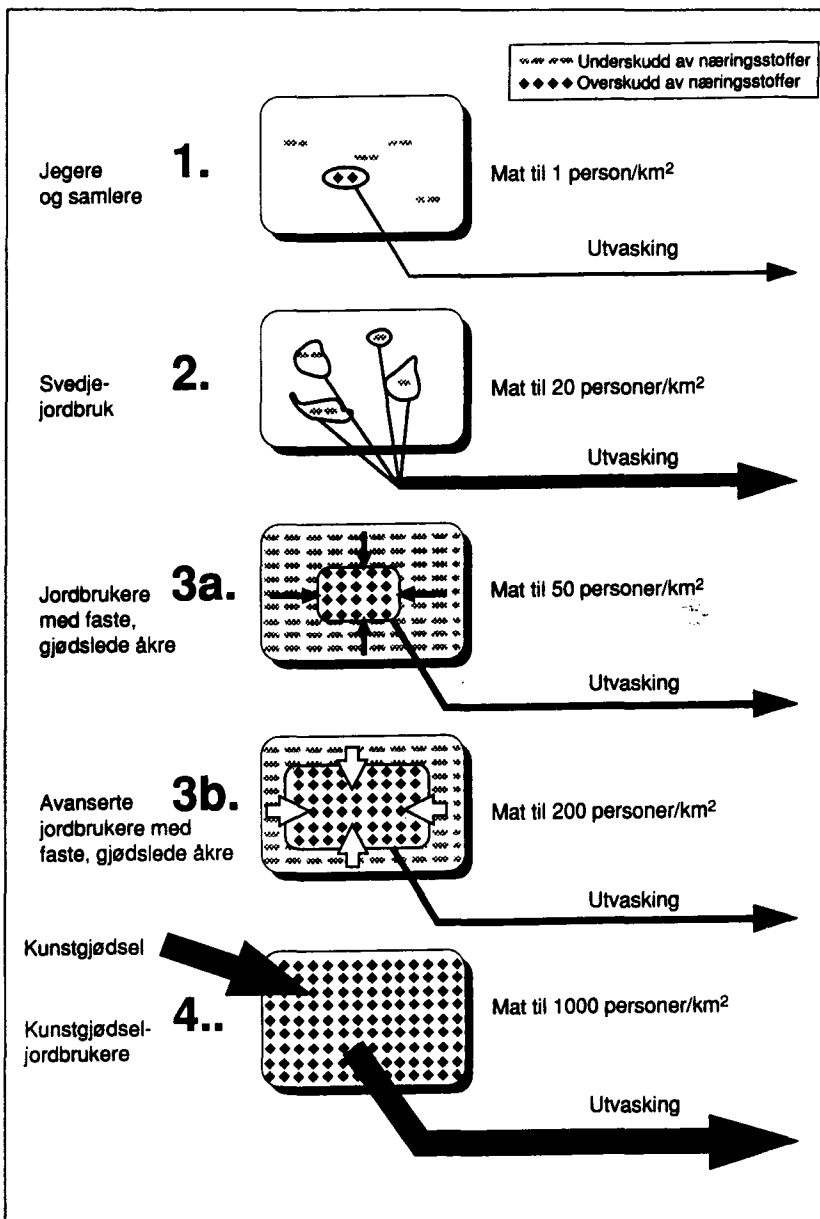 Underskudd av næringsstoffer
Overskudd av næringsstoffer
Jegere
og samlere
1.
Mat til 1 person/km²
Utvasking
Svedje-
jordbruk
2.
Mat til 20 personer/km²
Utvasking
Jordbrukere
med faste,
gjødslede åkre
3a.
Mat til 50 personer/km²
Utvasking
Avanserte
jordbrukere med
faste, gjødslede åkre
3b.
Mat til 200 personer/km²
Utvasking
Kunstgjødsel
Kunstgjødsel-
jordbrukere
4..
Mat til 1000 personer/km²
Utvasking